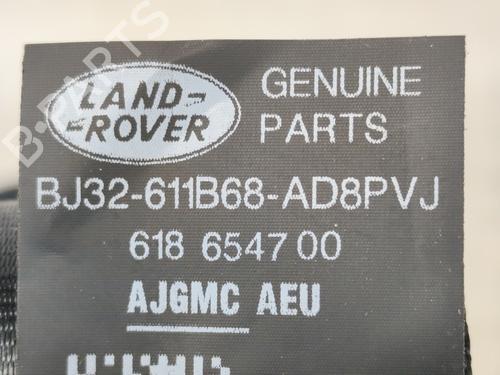 LAND-
-ROVER
GENUINE
PARTS
BJ32-611B68-AD8PVJ
618 6547 00
AJGMC AEU
B-PARTS